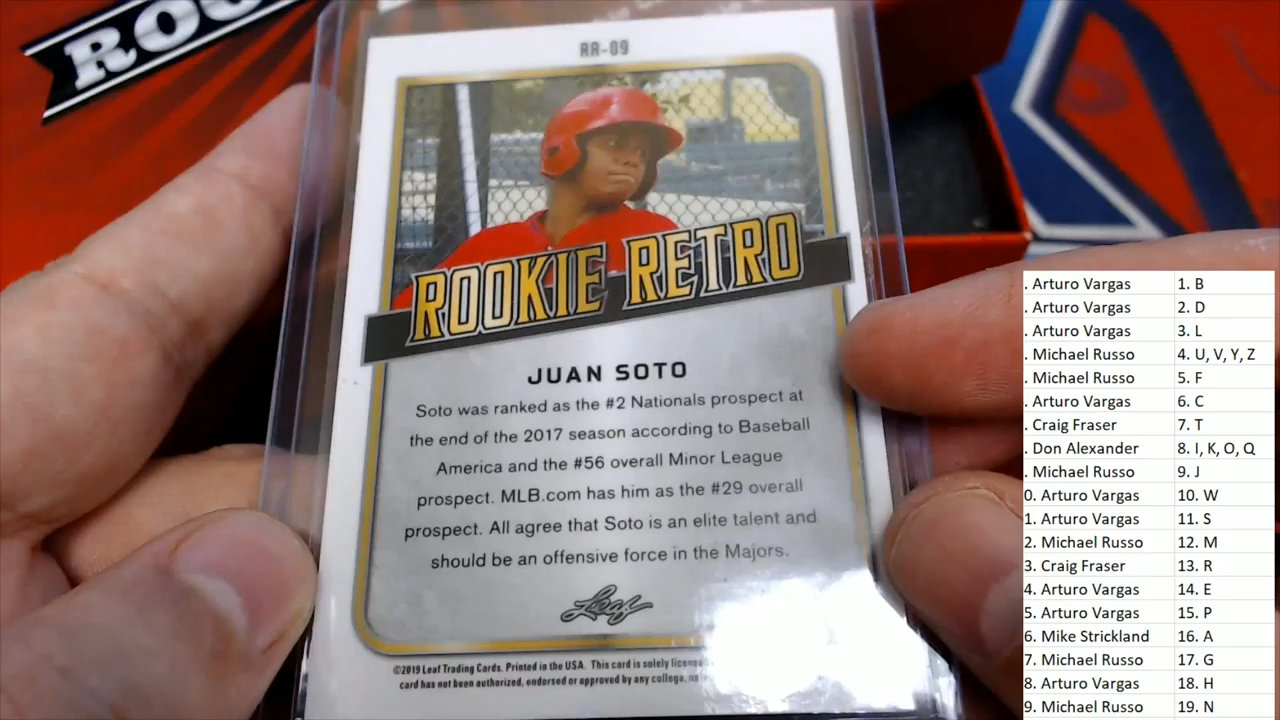 ROO
RR-09
ROOKIE RETRO
JUAN SOTO
Soto was ranked as the #2 Nationals prospect at
the end of the 2017 season according to Baseball
America and the #56 overall Minor League
prospect. MLB.com has him as the #29 overall
prospect. All agree that Soto is an elite talent and
should be an offensive force in the Majors.
Leaf
©2019 Leaf Trading Cards. Printed in the USA. This card is solely
card has not been authorized, endorsed or approved by any college,
. Arturo Vargas 1. B
. Arturo Vargas 2. D
. Arturo Vargas 3. L
. Michael Russo 4. U, V, Y, Z
. Michael Russo 5. F
. Arturo Vargas 6. C
. Craig Fraser 7. T
. Don Alexander 8. I, K, O, Q
. Michael Russo 9. J
0. Arturo Vargas 10. W
1. Arturo Vargas 11. S
2. Michael Russo 12. M
3. Craig Fraser 13. R
4. Arturo Vargas 14. E
5. Arturo Vargas 15. P
6. Mike Strickland 16. A
7. Michael Russo 17. G
8. Arturo Vargas 18. H
9. Michael Russo 19. N